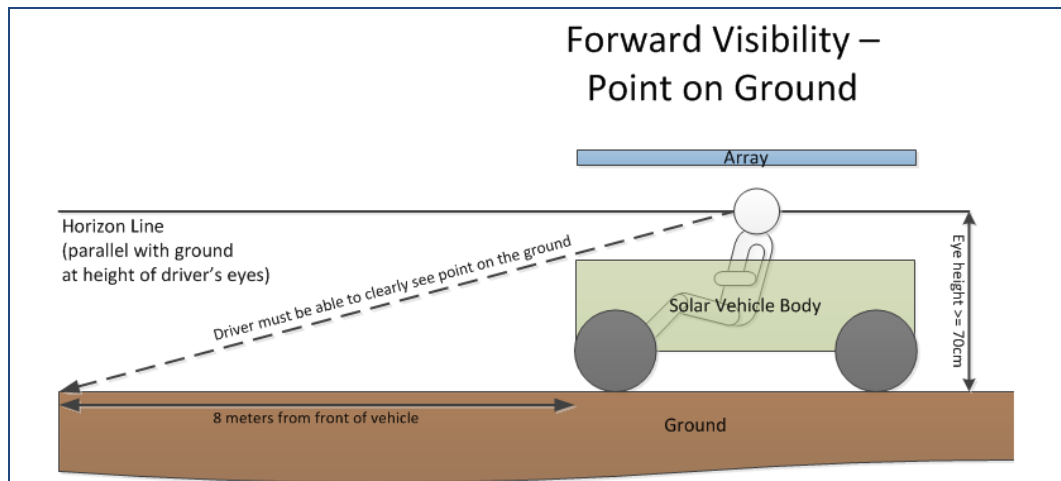 Forward Visibility –
Point on Ground
Array
Horizon Line
(parallel with ground
at height of driver's eyes)
Driver must be able to clearly see point on the ground
Solar Vehicle Body
Eye height >= 70cm
8 meters from front of vehicle
Ground